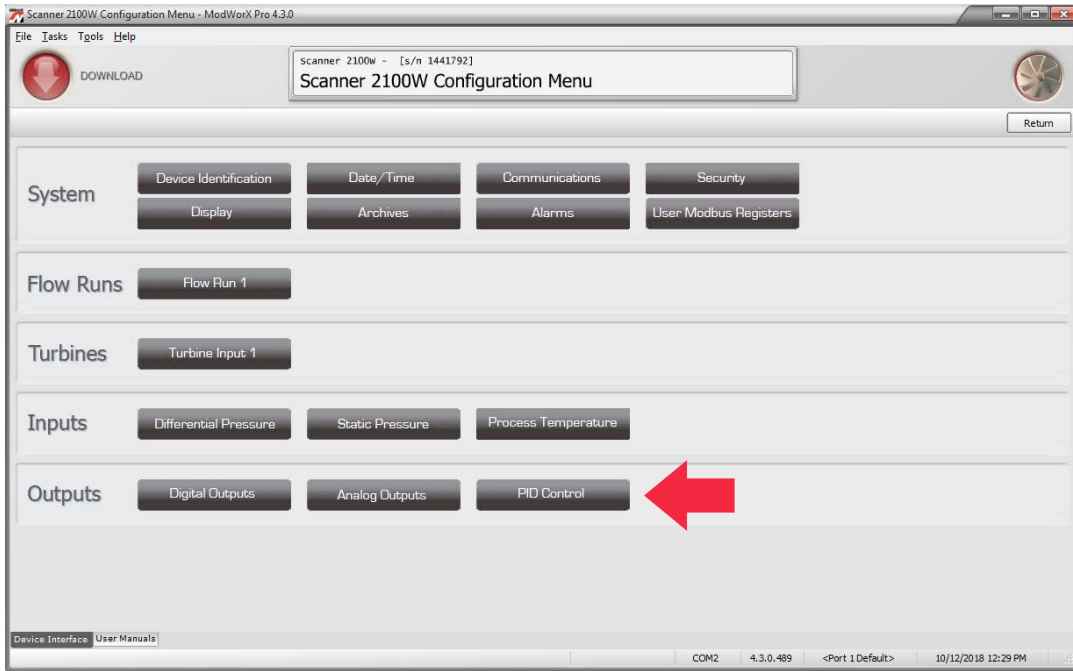 Scanner 2100W Configuration Menu - ModWorX Pro 4.3.0
File Tasks Tools Help
DOWNLOAD
Scanner 2100W - [s/n 1441792]
Scanner 2100W Configuration Menu
Return
System
Device Identification Date/Time Communications Security
Display Archives Alarms User Modbus Registers
Flow Runs Flow Run 1
Turbines Turbine Input 1
Inputs Differential Pressure Static Pressure Process Temperature
Outputs Digital Outputs Analog Outputs PID Control
Device Interface User Manuals
COM2 4.3.0.489 <Port 1 Default> 10/12/2018 12:29 PM